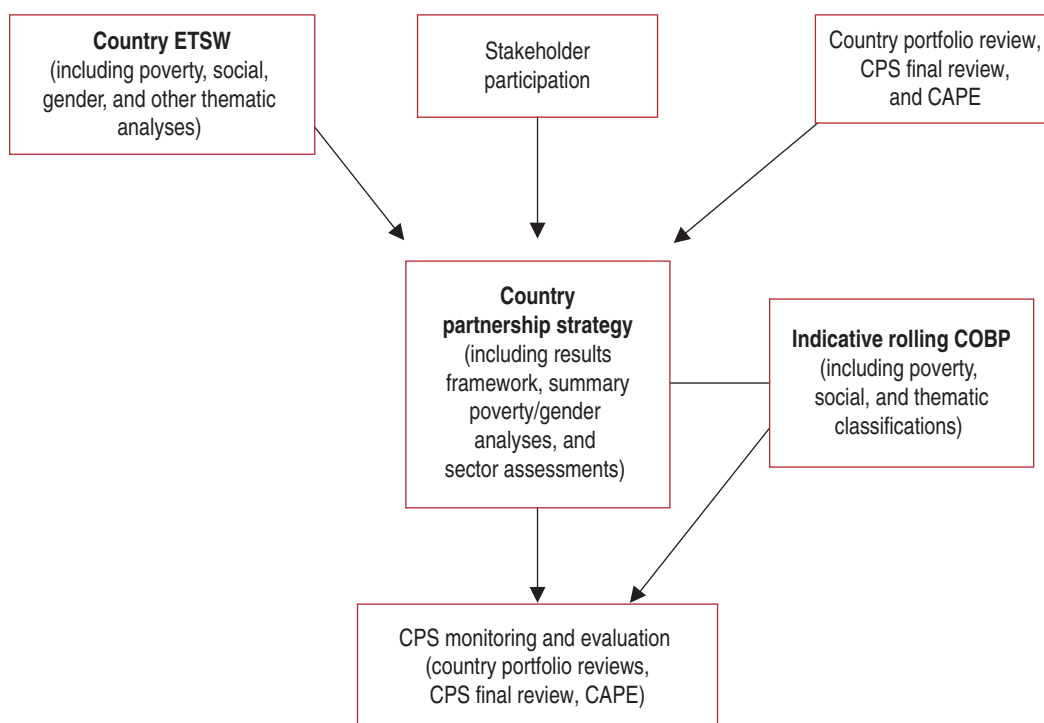 Country ETSW
(including poverty, social,
gender, and other thematic
analyses)
Stakeholder
participation
Country portfolio review,
CPS final review,
and CAPE
Country
partnership strategy
(including results
framework, summary
poverty/gender
analyses, and
sector assessments)
Indicative rolling COBP
(including poverty,
social, and thematic
classifications)
CPS monitoring and evaluation
(country portfolio reviews,
CPS final review, CAPE)